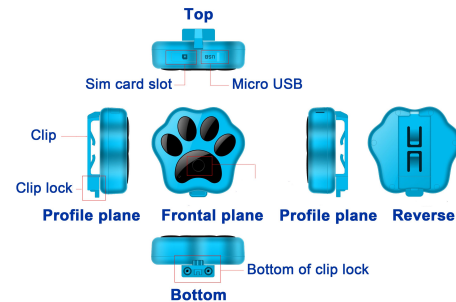 Top
Sim card slot
Micro USB
Clip
Clip lock
Profile plane
Frontal plane
Profile plane
Reverse
Bottom of clip lock
Bottom